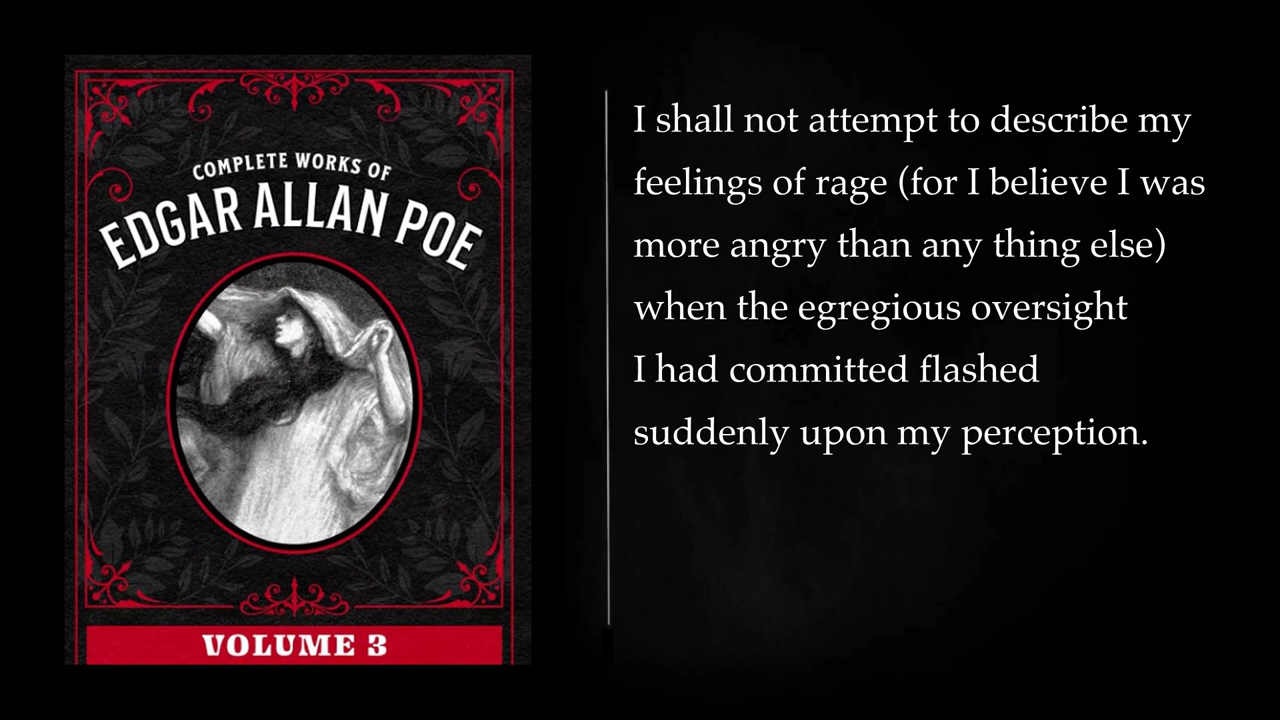 COMPLETE WORKS OF
EDGAR ALLAN POE
VOLUME 3
I shall not attempt to describe my
feelings of rage (for I believe I was
more angry than any thing else)
when the egregious oversight
I had committed flashed
suddenly upon my perception.